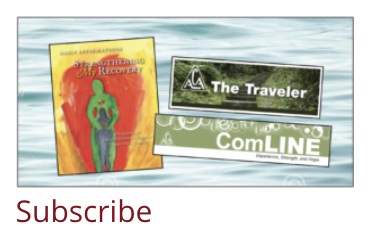 DAILY AFFIRMATIONS
STRENGTHENING
My RECOVERY
The Traveler
ComLINE
Experience, Strength, and Hope
Subscribe